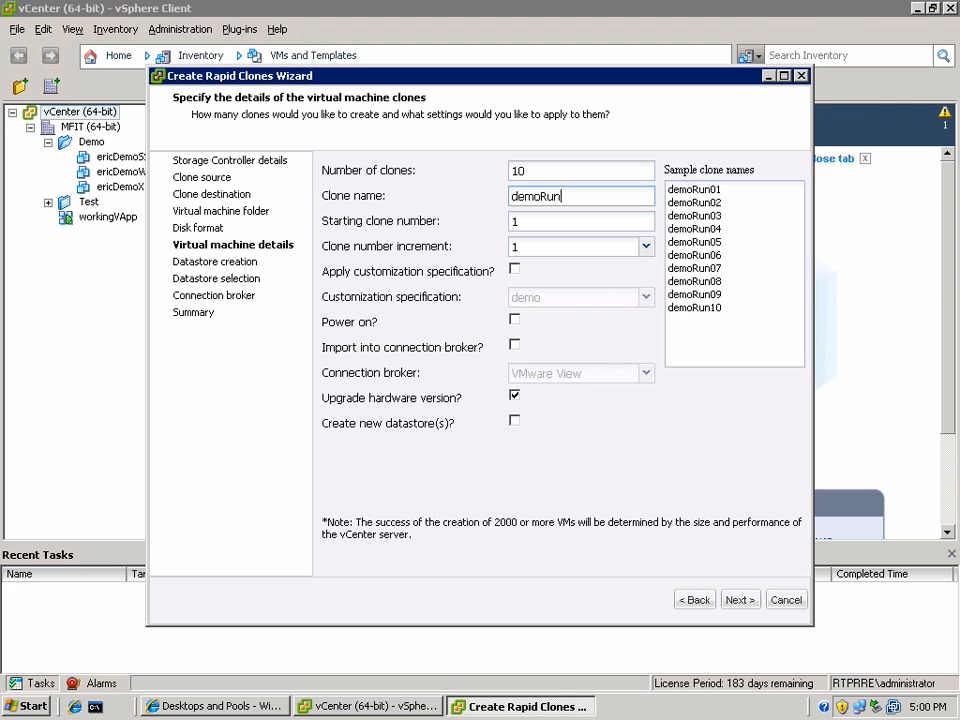 vCenter (64-bit) - vSphere Client
File Edit View Inventory Administration Plug-ins Help
Home Inventory VMs and Templates Search Inventory
vCenter (64-bit)
MFIT (64-bit)
Demo
ericDemoS
ericDemoW
ericDemoX
Test
workingVApp
Create Rapid Clones Wizard
Specify the details of the virtual machine clones
How many clones would you like to create and what settings would you like to apply to them?
Storage Controller details
Clone source
Clone destination
Virtual machine folder
Disk format
Virtual machine details
Datastore creation
Datastore selection
Connection broker
Summary
Number of clones: 10
Clone name: demoRun
Starting clone number: 1
Clone number increment: 1
Apply customization specification?
Customization specification: demo
Power on?
Import into connection broker?
Connection broker: VMware View
Upgrade hardware version?
Create new datastore(s)?
Sample clone names
demoRun01
demoRun02
demoRun03
demoRun04
demoRun05
demoRun06
demoRun07
demoRun08
demoRun09
demoRun10
*Note: The success of the creation of 2000 or more VMs will be determined by the size and performance of
the vCenter server.
< Back Next > Cancel
1
lose tab X
Recent Tasks
Name Tar Completed Time
Tasks Alarms License Period: 183 days remaining RTPRRE\administrator
Start Desktops and Pools - Wi... vCenter (64-bit) - vSphe... Create Rapid Clones ... 5:00 PM